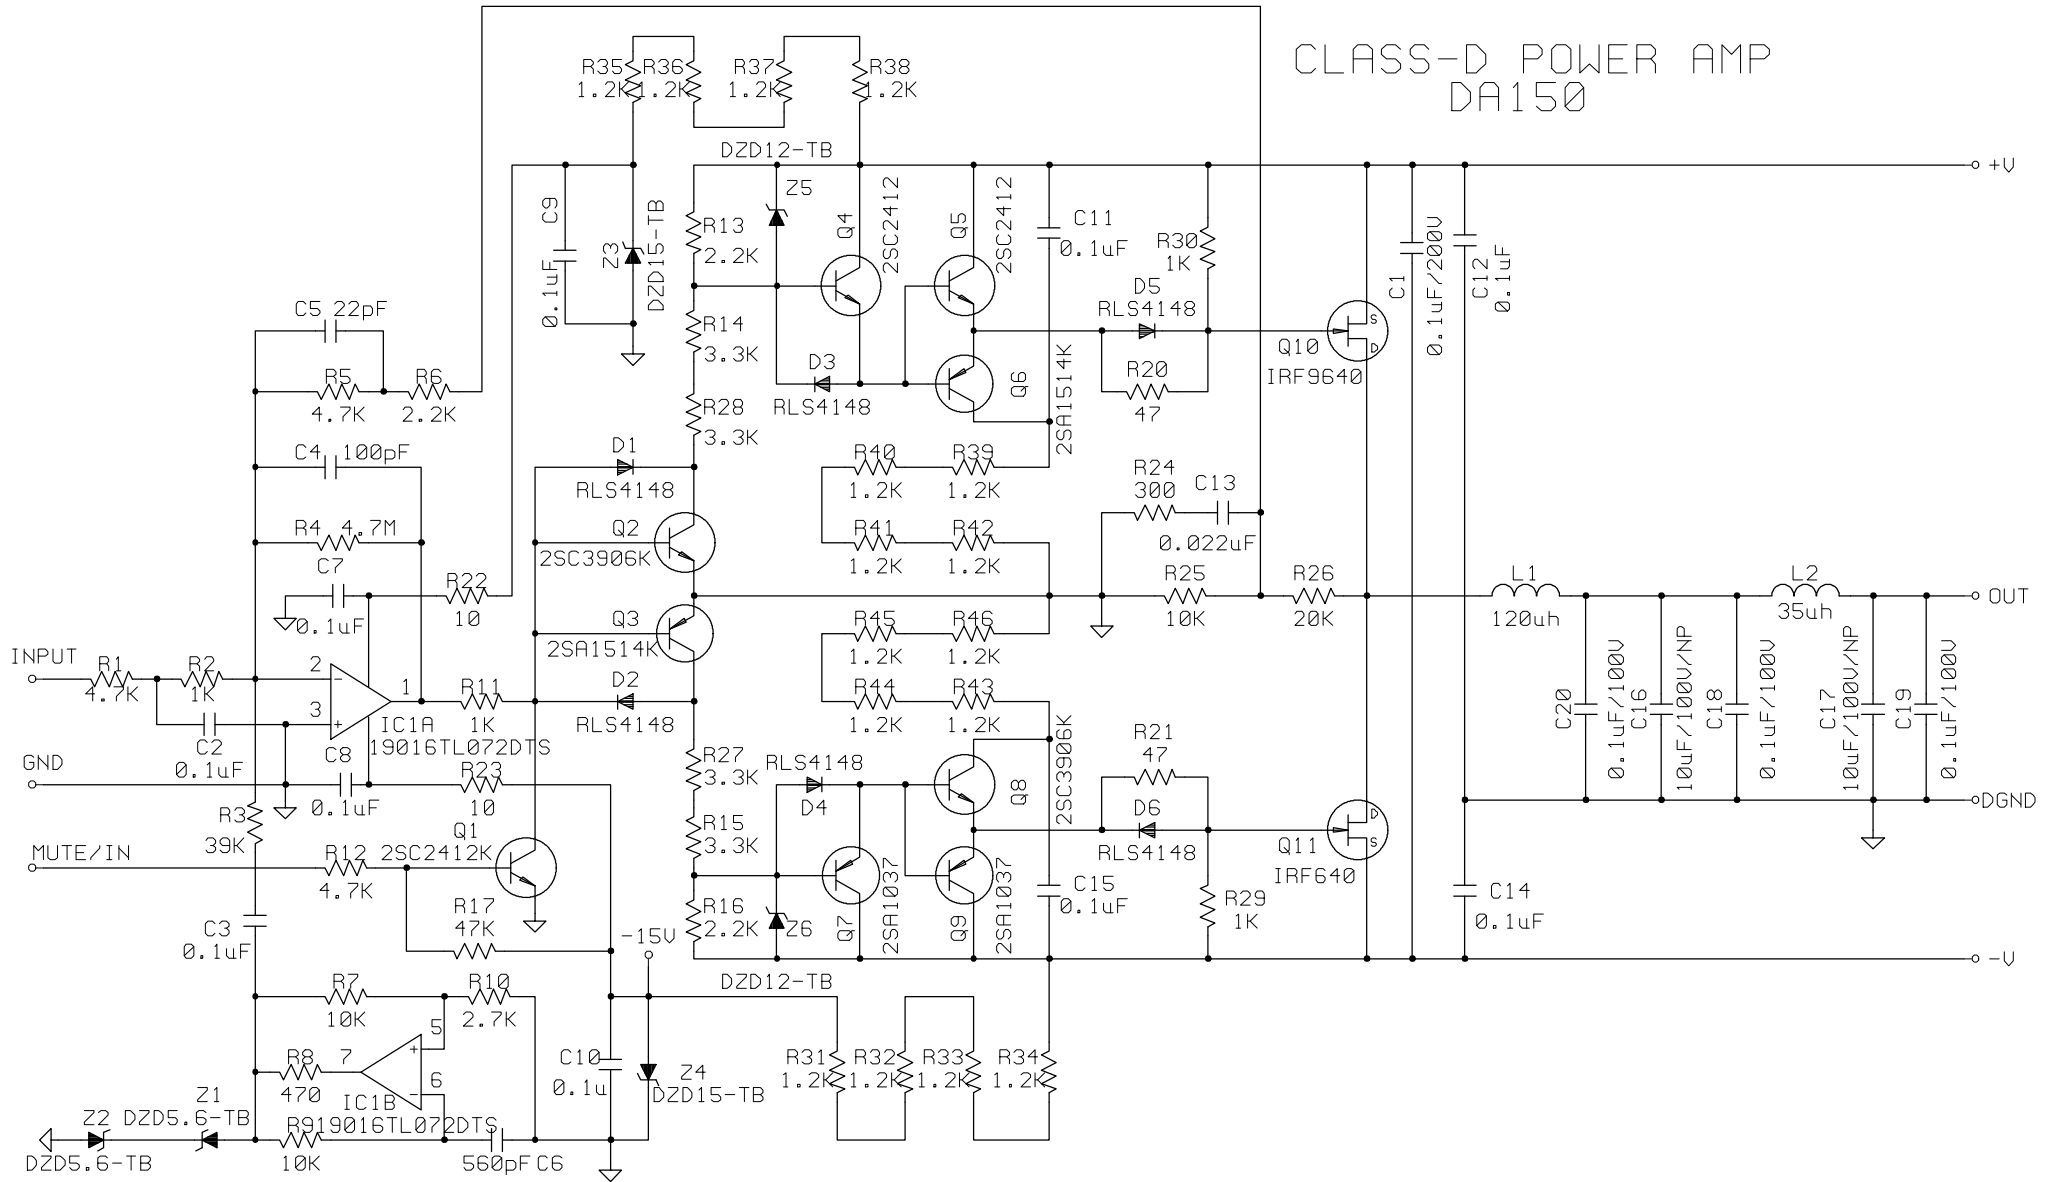 CLASS-D POWER AMP
DA150
R35
1.2K
R36
1.2K
R37
1.2K
R38
1.2K
DZD12-TB
+V
Z5
Q4
2SC2412
Q5
2SC2412
C9
0.1uF
Z3
DZD15-TB
R13
2.2K
C11
0.1uF
R30
1K
C1
0.1uF/200V
C12
0.1uF
D5
RLS4148
C5 22pF
R14
3.3K
S
D
Q10
IRF9640
R5
4.7K
R6
2.2K
D3
RLS4148
Q6
2SA1514K
R20
47
R28
3.3K
C4 100pF
D1
RLS4148
R40
1.2K
R39
1.2K
R24
300
C13
0.022uF
R4 4.7M
Q2
2SC3906K
R41
1.2K
R42
1.2K
C7
0.1uF
R22
10
R25
10K
R26
20K
L1
120uh
L2
35uh
OUT
Q3
2SA1514K
R45
1.2K
R46
1.2K
INPUT
R1
4.7K
R2
1K
2
-
3
+
1
IC1A
19016TL072DTS
R11
1K
D2
RLS4148
R44
1.2K
R43
1.2K
C20
0.1uF/100V
C16
10uF/100V/NP
C18
0.1uF/100V
C17
10uF/100V/NP
C19
0.1uF/100V
C2
0.1uF
GND
C8
0.1uF
R23
10
R27
3.3K
RLS4148
D4
Q8
2SC3906K
R21
47
D6
RLS4148
DGND
R3
39K
R15
3.3K
D
S
Q11
IRF640
MUTE/IN
R12
4.7K
Q1
2SC2412K
C3
0.1uF
R17
47K
-15V
R16
2.2K
Z6
Q7
2SA1037
Q9
2SA1037
C15
0.1uF
R29
1K
C14
0.1uF
-V
DZD12-TB
R7
10K
R10
2.7K
5
+
6
-
7
IC1B
19016TL072DTS
R8
470
C10
0.1u
Z4
DZD15-TB
R31
1.2K
R32
1.2K
R33
1.2K
R34
1.2K
Z1
DZD5.6-TB
Z2
DZD5.6-TB
R9
10K
560pF C6